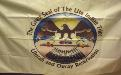 The Great Seal of The Ute Indian Tribe
Uintah and Ouray Reservation